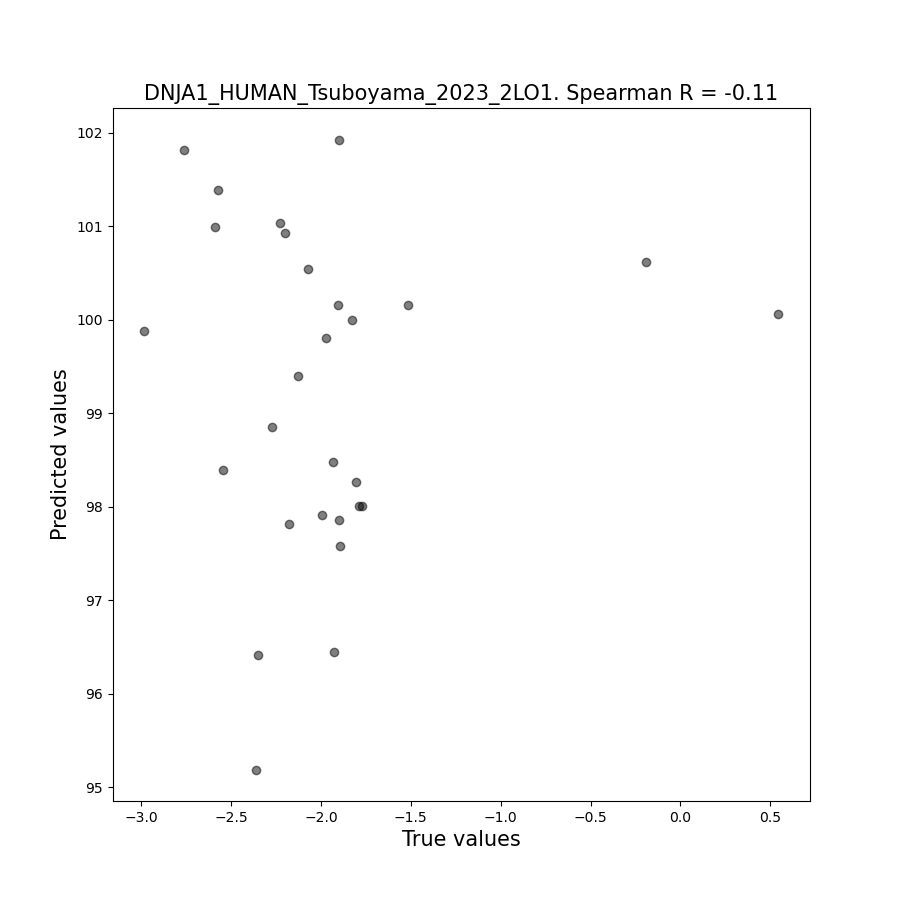 DNJA1_HUMAN_Tsuboyama_2023_2LO1. Spearman R = -0.11
102
101
100
99
98
97
96
95
Predicted values
−3.0 −2.5 −2.0 −1.5 −1.0 −0.5 0.0 0.5
True values